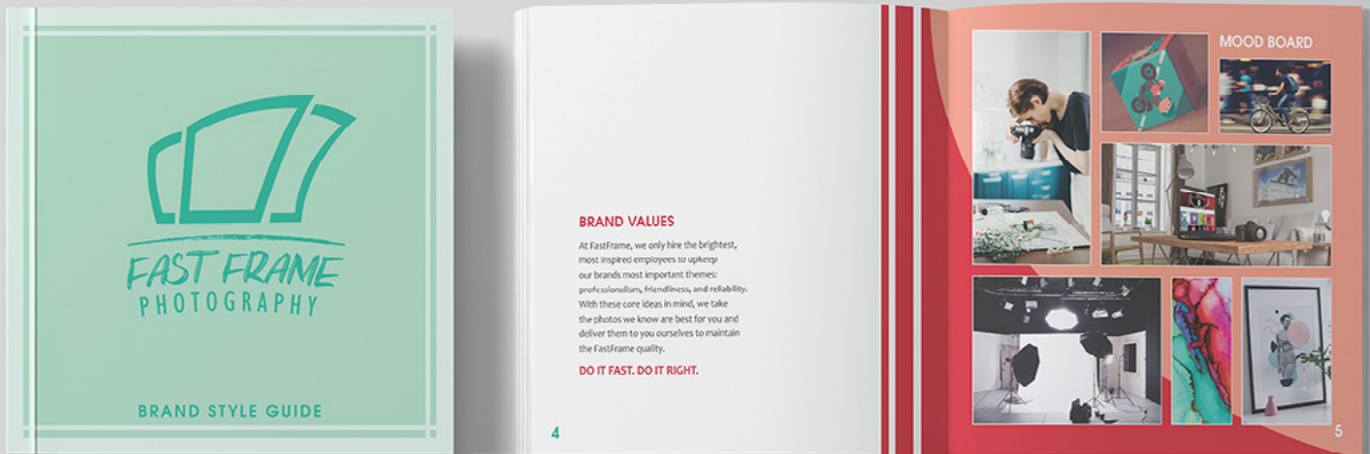 FAST FRAME
PHOTOGRAPHY
BRAND STYLE GUIDE
BRAND VALUES
At FastFrame, we only hire the brightest,
most inspired employees to upkeep
our brands most important themes:
professionalism, friendliness, and reliability.
With these core ideas in mind, we take
the photos we know are best for you and
deliver them to you ourselves to maintain
the FastFrame quality.
DO IT FAST. DO IT RIGHT.
4
MOOD BOARD
5